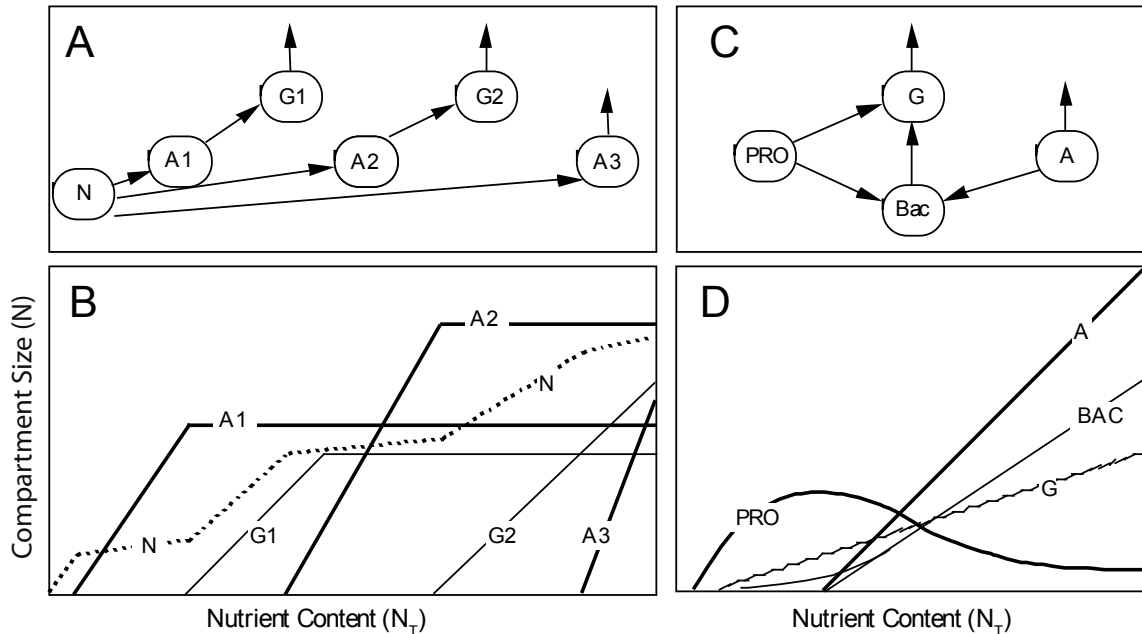 A
G1
G2
A1
A2
A3
N
C
G
PRO
A
Bac
B
A2
N
A1
N
G1
G2
A3
Compartment Size (N)
Nutrient Content (N_T)
D
A
BAC
G
PRO
Nutrient Content (N_T)